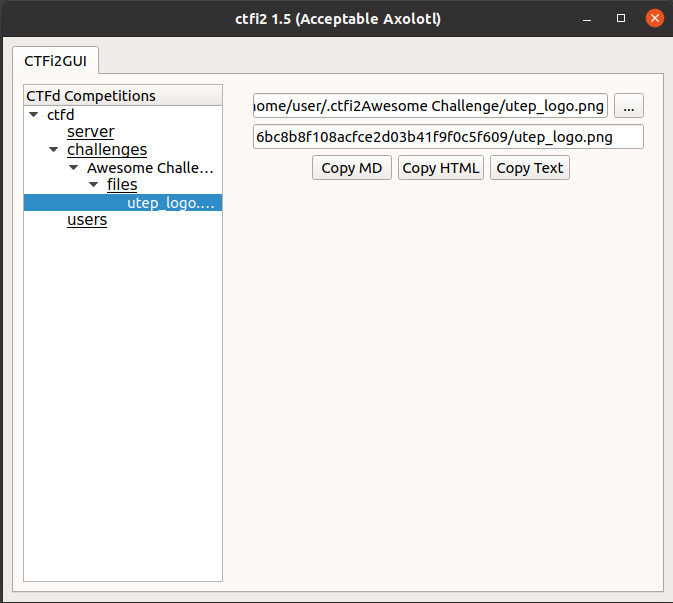 ctfi2 1.5 (Acceptable Axolotl)
CTFi2GUI
CTFd Competitions
ctfd
server
challenges
Awesome Challe...
files
utep_logo....
users
home/user/.ctfi2Awesome Challenge/utep_logo.png
...
6bc8b8f108acfce2d03b41f9f0c5f609/utep_logo.png
Copy MD
Copy HTML
Copy Text